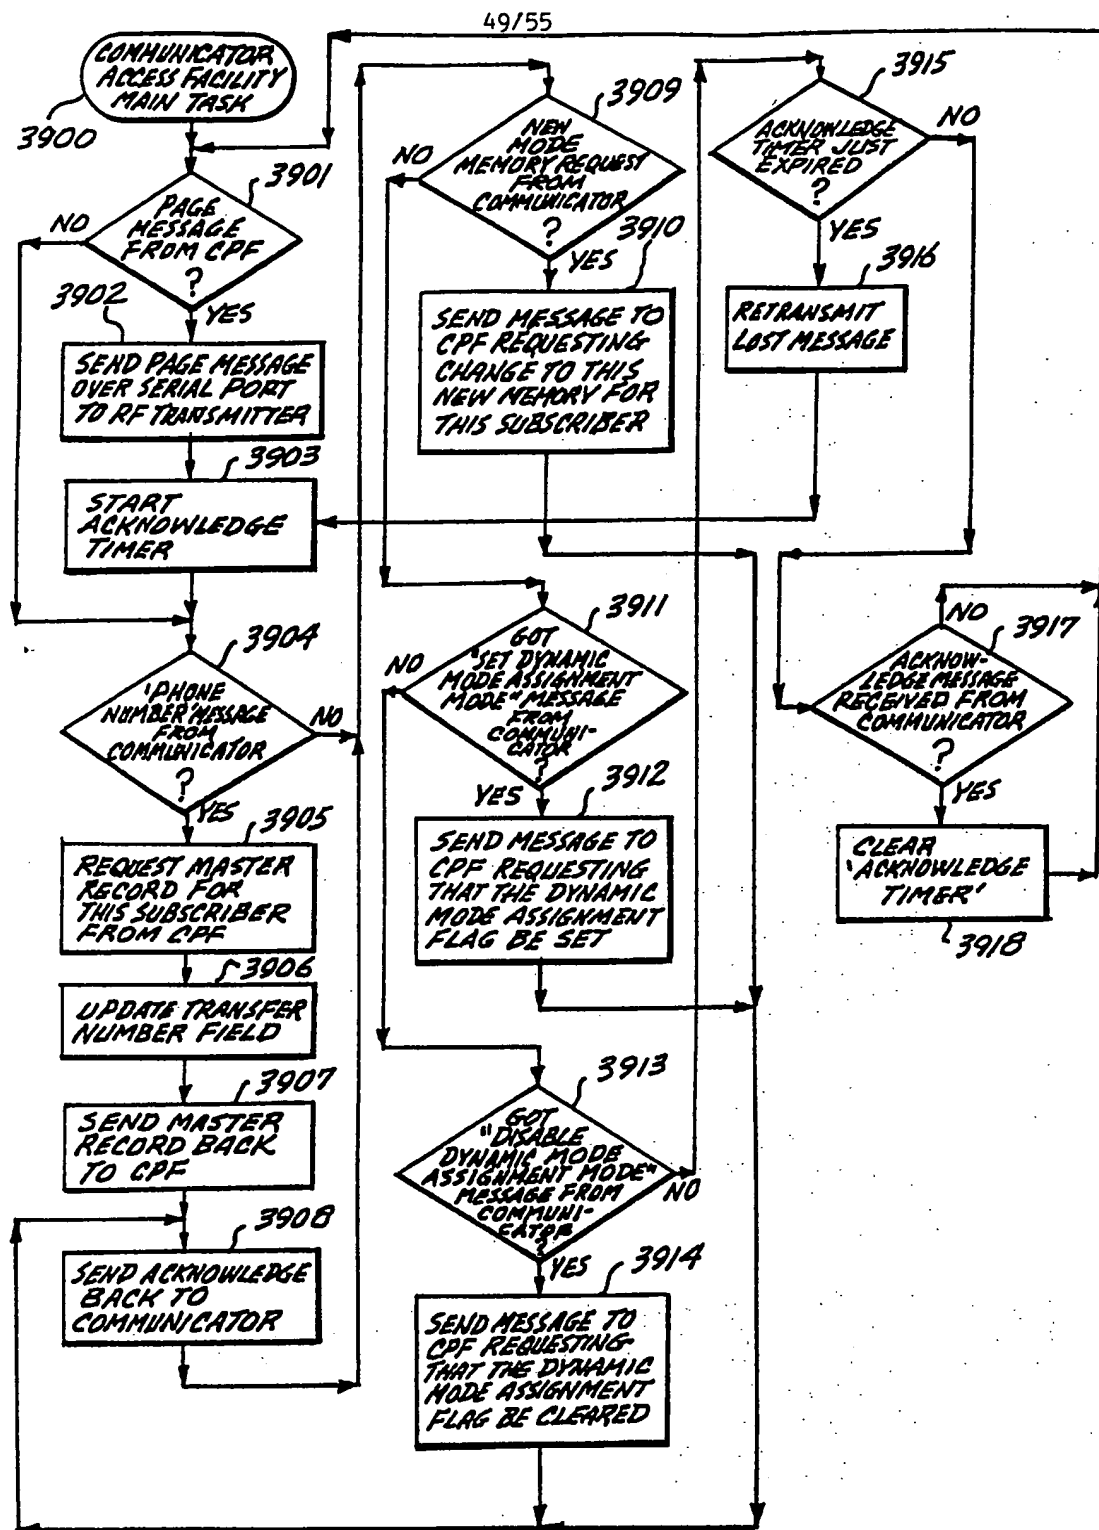 49/55
COMMUNICATOR
ACCESS FACILITY
MAIN TASK
3900
3901
PAGE
MESSAGE
FROM CPF
?
NO
YES
3902
SEND PAGE MESSAGE
OVER SERIAL PORT
TO RF TRANSMITTER
3903
START
ACKNOWLEDGE
TIMER
3904
'PHONE
NUMBER' MESSAGE
FROM
COMMUNICATOR
?
NO
YES
3905
REQUEST MASTER
RECORD FOR
THIS SUBSCRIBER
FROM CPF
3906
UPDATE TRANSFER
NUMBER FIELD
3907
SEND MASTER
RECORD BACK
TO CPF
3908
SEND ACKNOWLEDGE
BACK TO
COMMUNICATOR
3909
NEW
MODE
MEMORY REQUEST
FROM
COMMUNICATOR
?
NO
YES
3910
SEND MESSAGE TO
CPF REQUESTING
CHANGE TO THIS
NEW MEMORY FOR
THIS SUBSCRIBER
3911
GOT
"SET DYNAMIC
MODE ASSIGNMENT
MODE" MESSAGE
FROM
COMMUNI-
CATOR
?
NO
YES
3912
SEND MESSAGE TO
CPF REQUESTING
THAT THE DYNAMIC
MODE ASSIGNMENT
FLAG BE SET
3913
GOT
"DISABLE
DYNAMIC MODE
ASSIGNMENT MODE"
MESSAGE FROM
COMMUNI-
CATOR
?
NO
YES
3914
SEND MESSAGE TO
CPF REQUESTING
THAT THE DYNAMIC
MODE ASSIGNMENT
FLAG BE CLEARED
3915
ACKNOWLEDGE
TIMER JUST
EXPIRED
?
NO
YES
3916
RETRANSMIT
LOST MESSAGE
3917
NO
ACKNOW-
LEDGE MESSAGE
RECEIVED FROM
COMMUNICATOR
?
YES
CLEAR
'ACKNOWLEDGE
TIMER'
3918